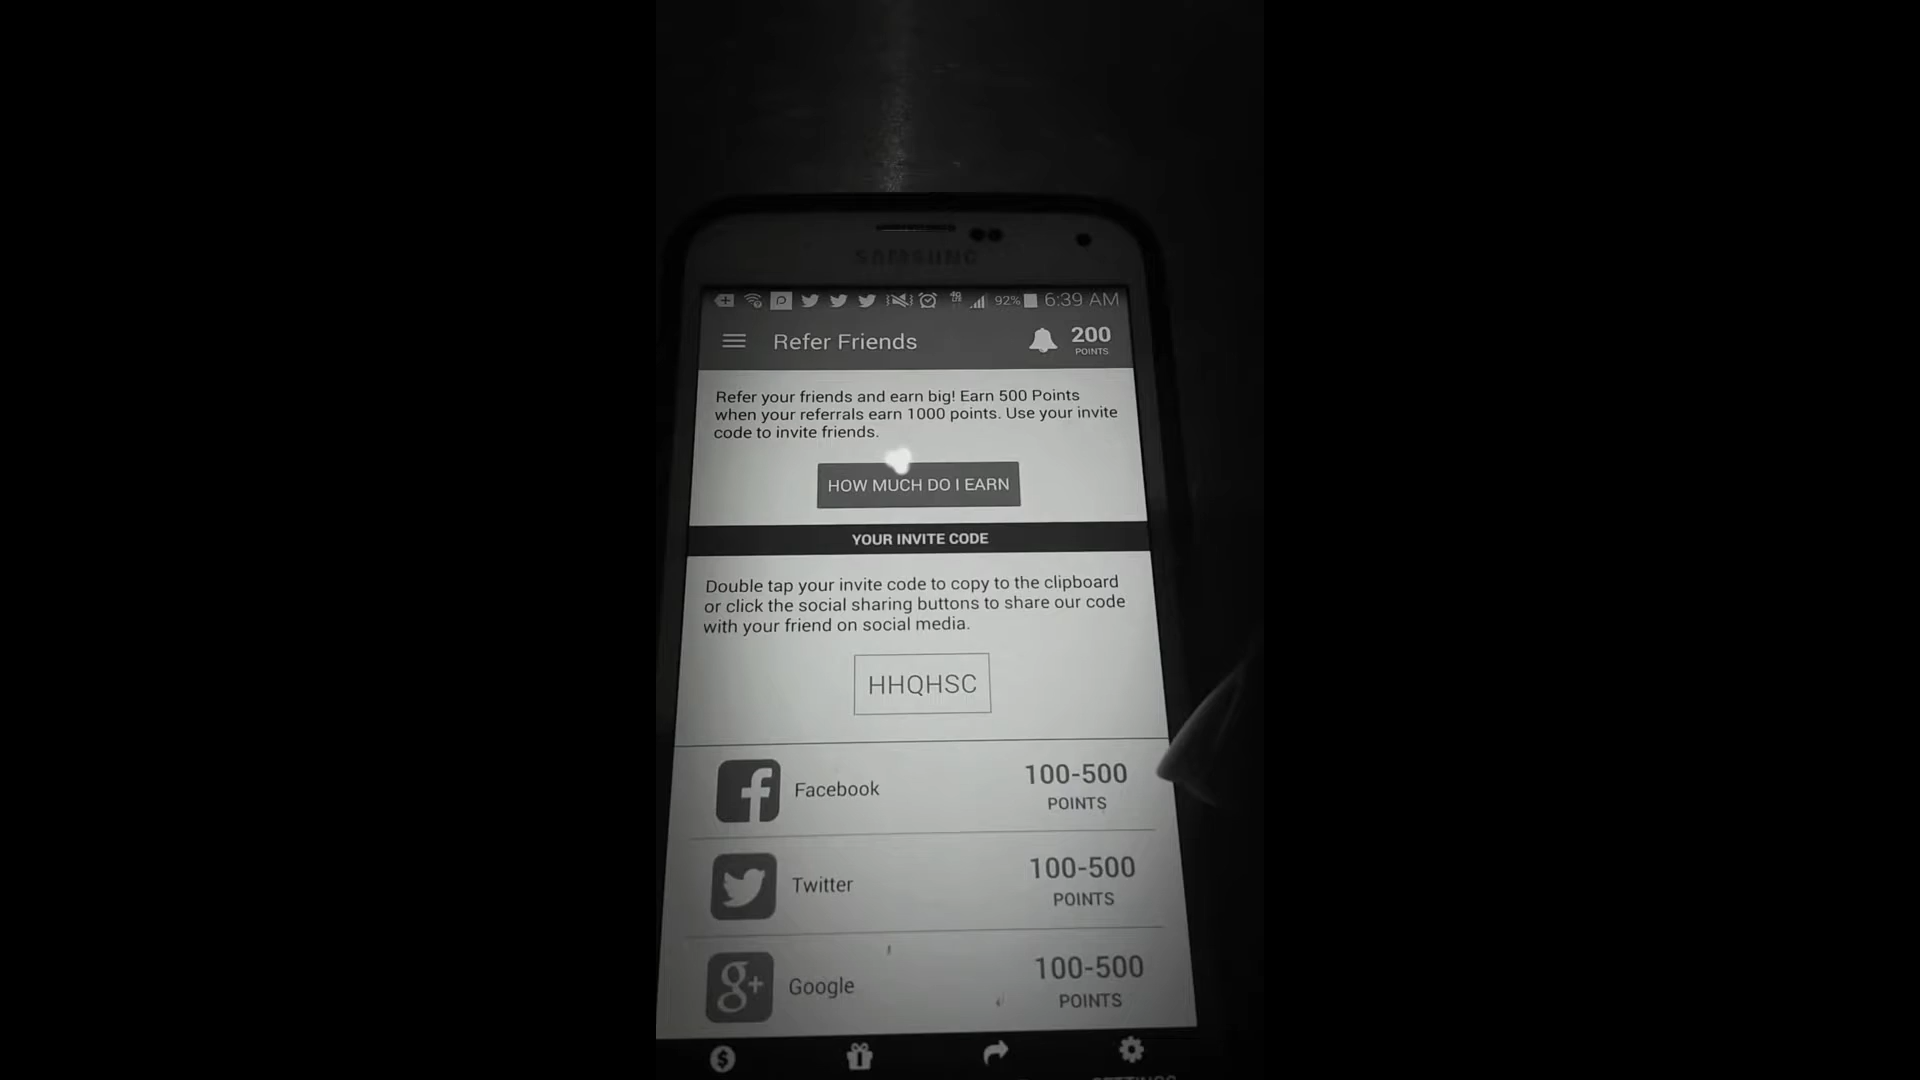 SAMSUNG
92% 6:39 AM
Refer Friends
200
POINTS
Refer your friends and earn big! Earn 500 Points
when your referrals earn 1000 points. Use your invite
code to invite friends.
HOW MUCH DO I EARN
YOUR INVITE CODE
Double tap your invite code to copy to the clipboard
or click the social sharing buttons to share our code
with your friend on social media.
HHQHSC
Facebook
100-500
POINTS
Twitter
100-500
POINTS
Google
100-500
POINTS